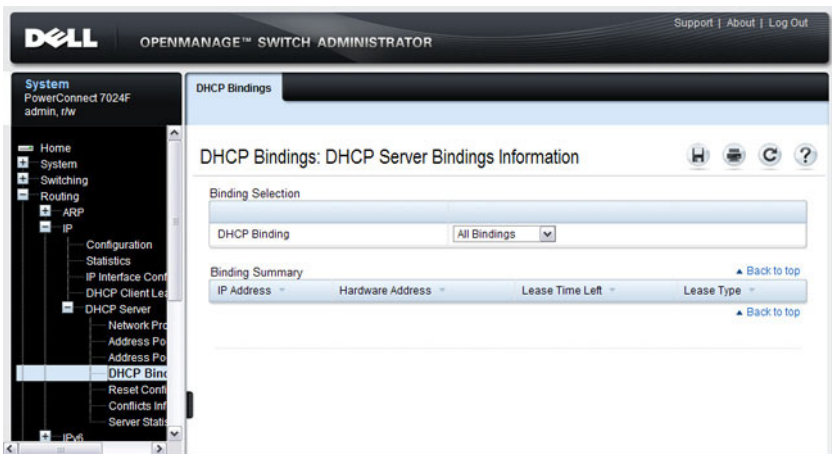 Support | About | Log Out
DELL OPENMANAGE™ SWITCH ADMINISTRATOR
System
PowerConnect 7024F
admin, r/w
DHCP Bindings
Home
System
Switching
Routing
ARP
IP
Configuration
Statistics
IP Interface Conf
DHCP Client Lea
DHCP Server
Network Pro
Address Po
Address Po
DHCP Bind
Reset Confi
Conflicts Inf
Server Statis
IPv6
DHCP Bindings: DHCP Server Bindings Information
Binding Selection
DHCP Binding All Bindings
Binding Summary Back to top
IP Address Hardware Address Lease Time Left Lease Type
Back to top